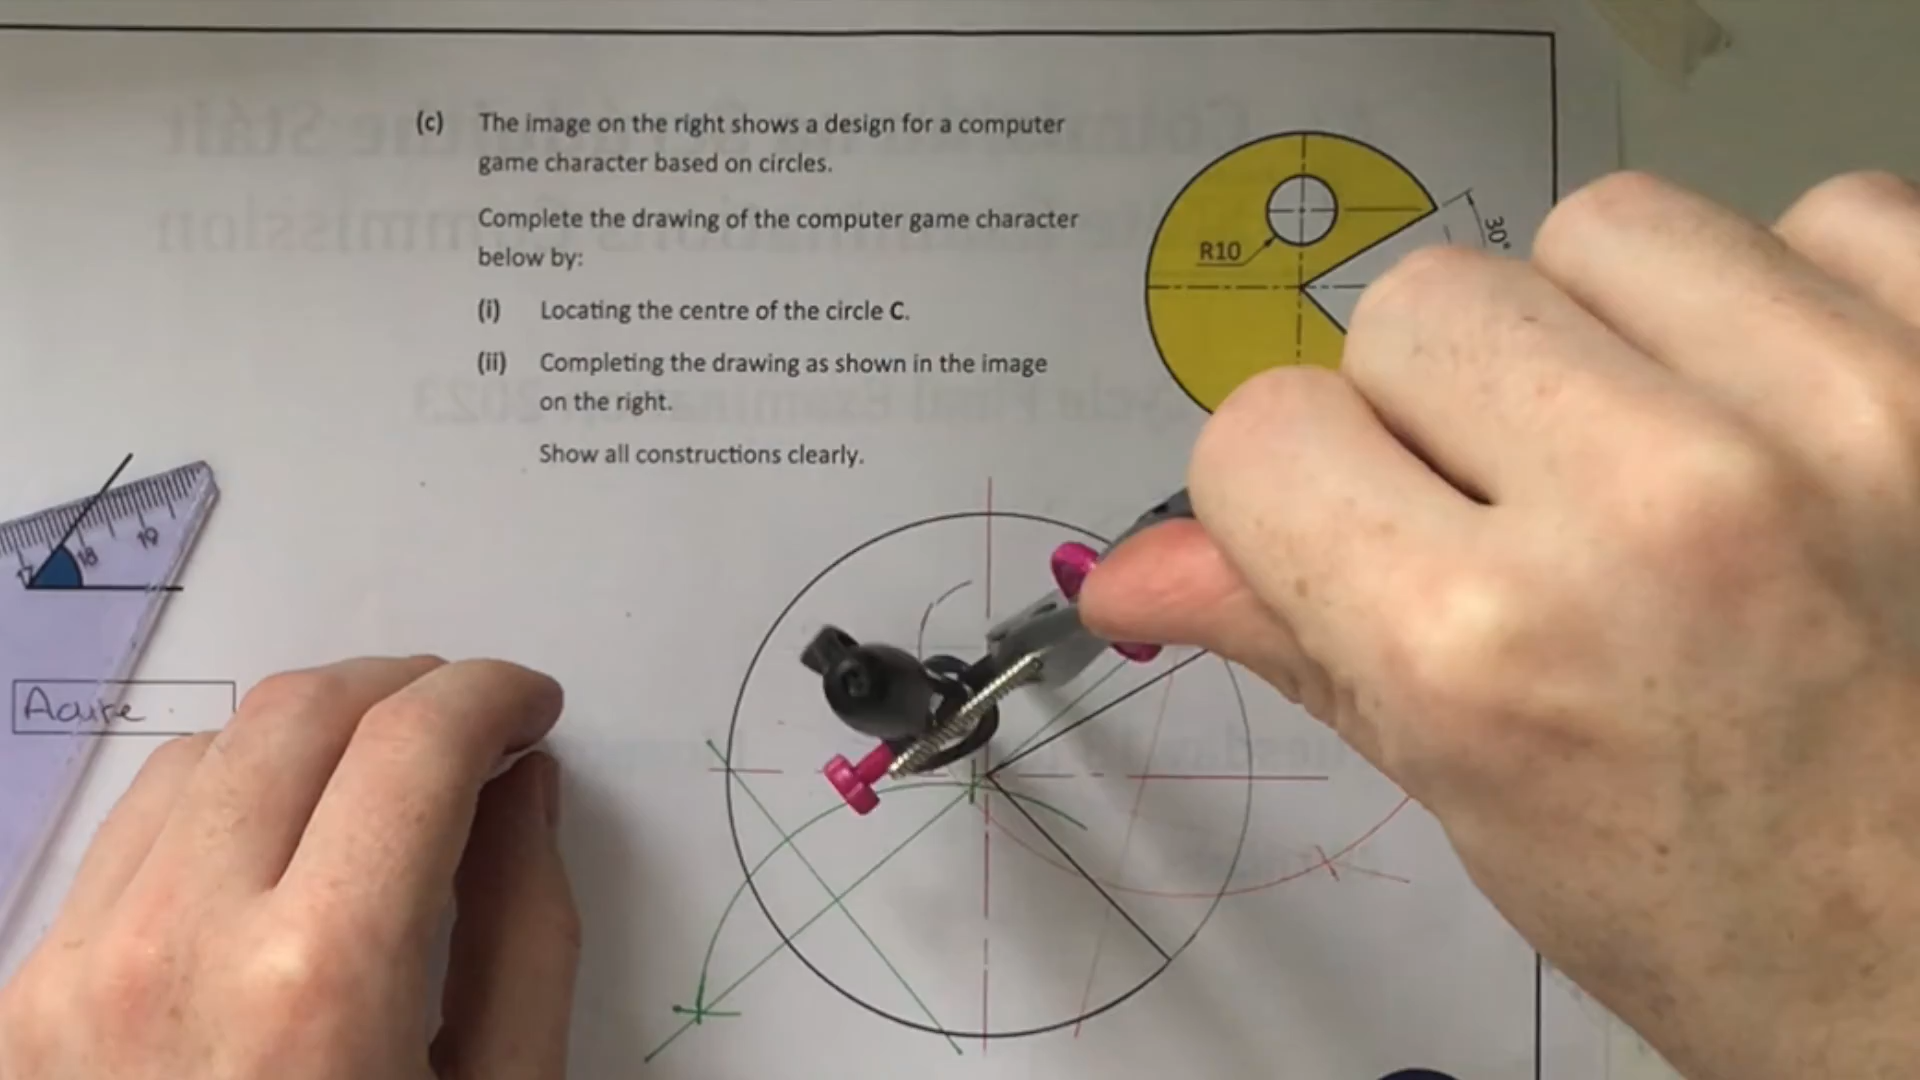 (c) The image on the right shows a design for a computer
game character based on circles.
Complete the drawing of the computer game character
below by:
(i) Locating the centre of the circle C.
(ii) Completing the drawing as shown in the image
on the right.
Show all constructions clearly.
R10
30°
17 18 19
Acute